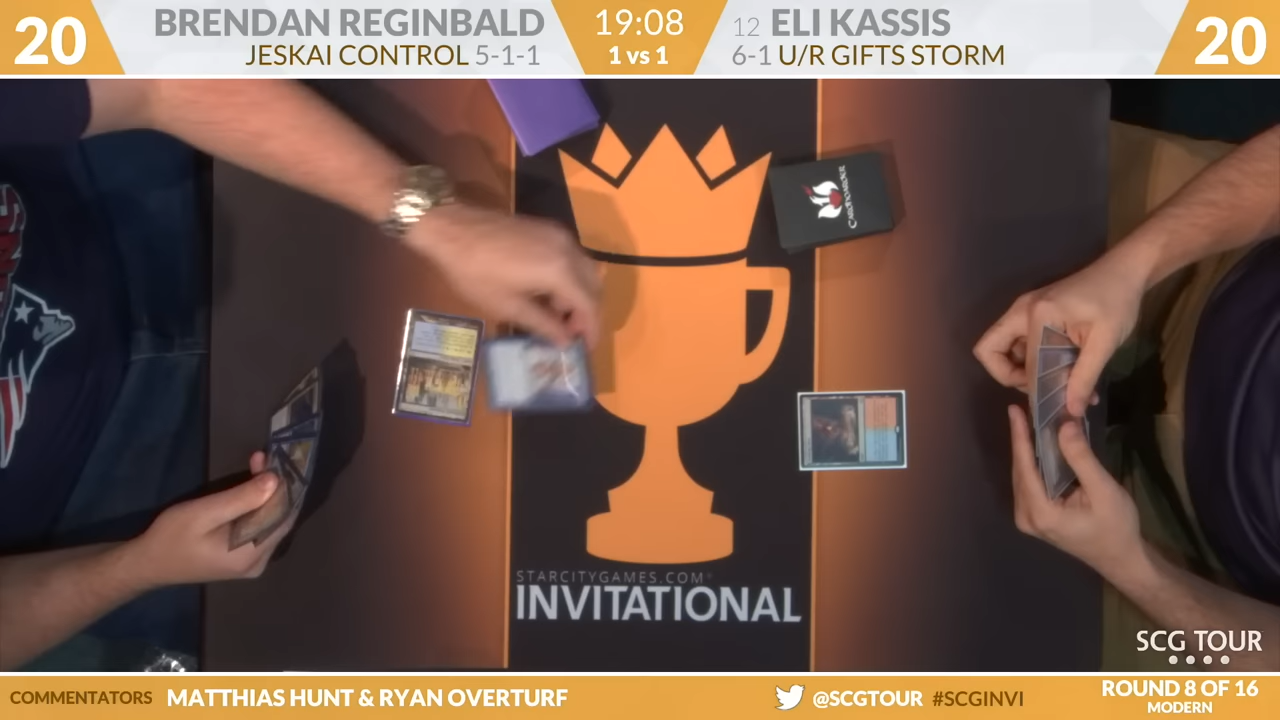 20
BRENDAN REGINBALD
JESKAI CONTROL 5-1-1
19:08
1 vs 1
12 ELI KASSIS
6-1 U/R GIFTS STORM
20
CARDHOARDER
STARCITYGAMES.COM®
INVITATIONAL
SCG TOUR
COMMENTATORS MATTHIAS HUNT & RYAN OVERTURF
@SCGTOUR #SCGINVI
ROUND 8 OF 16
MODERN